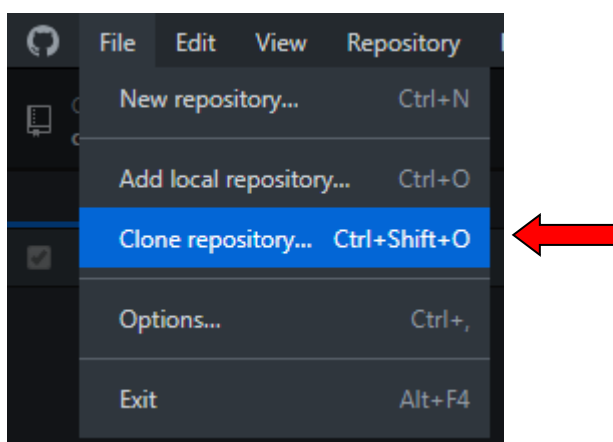 File Edit View Repository
New repository... Ctrl+N
Add local repository... Ctrl+O
Clone repository... Ctrl+Shift+O
Options... Ctrl+,
Exit Alt+F4